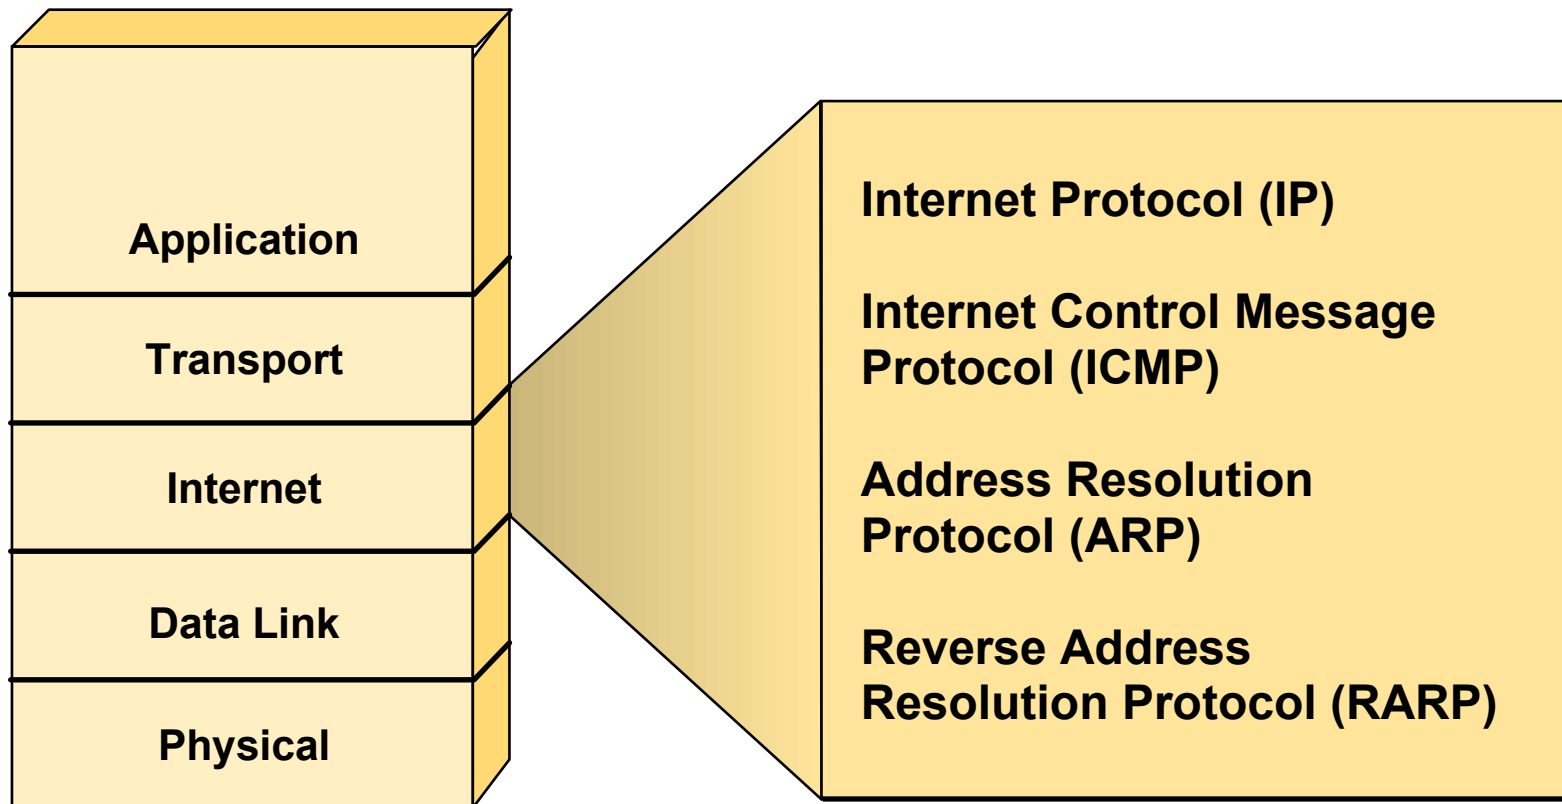 Application
Transport
Internet
Data Link
Physical
Internet Protocol (IP)
Internet Control Message
Protocol (ICMP)
Address Resolution
Protocol (ARP)
Reverse Address
Resolution Protocol (RARP)